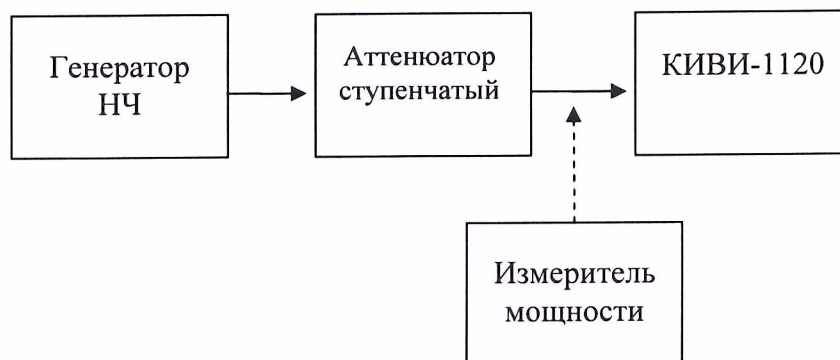 Генератор
НЧ
Аттенюатор
ступенчатый
КИВИ-1120
Измеритель
мощности